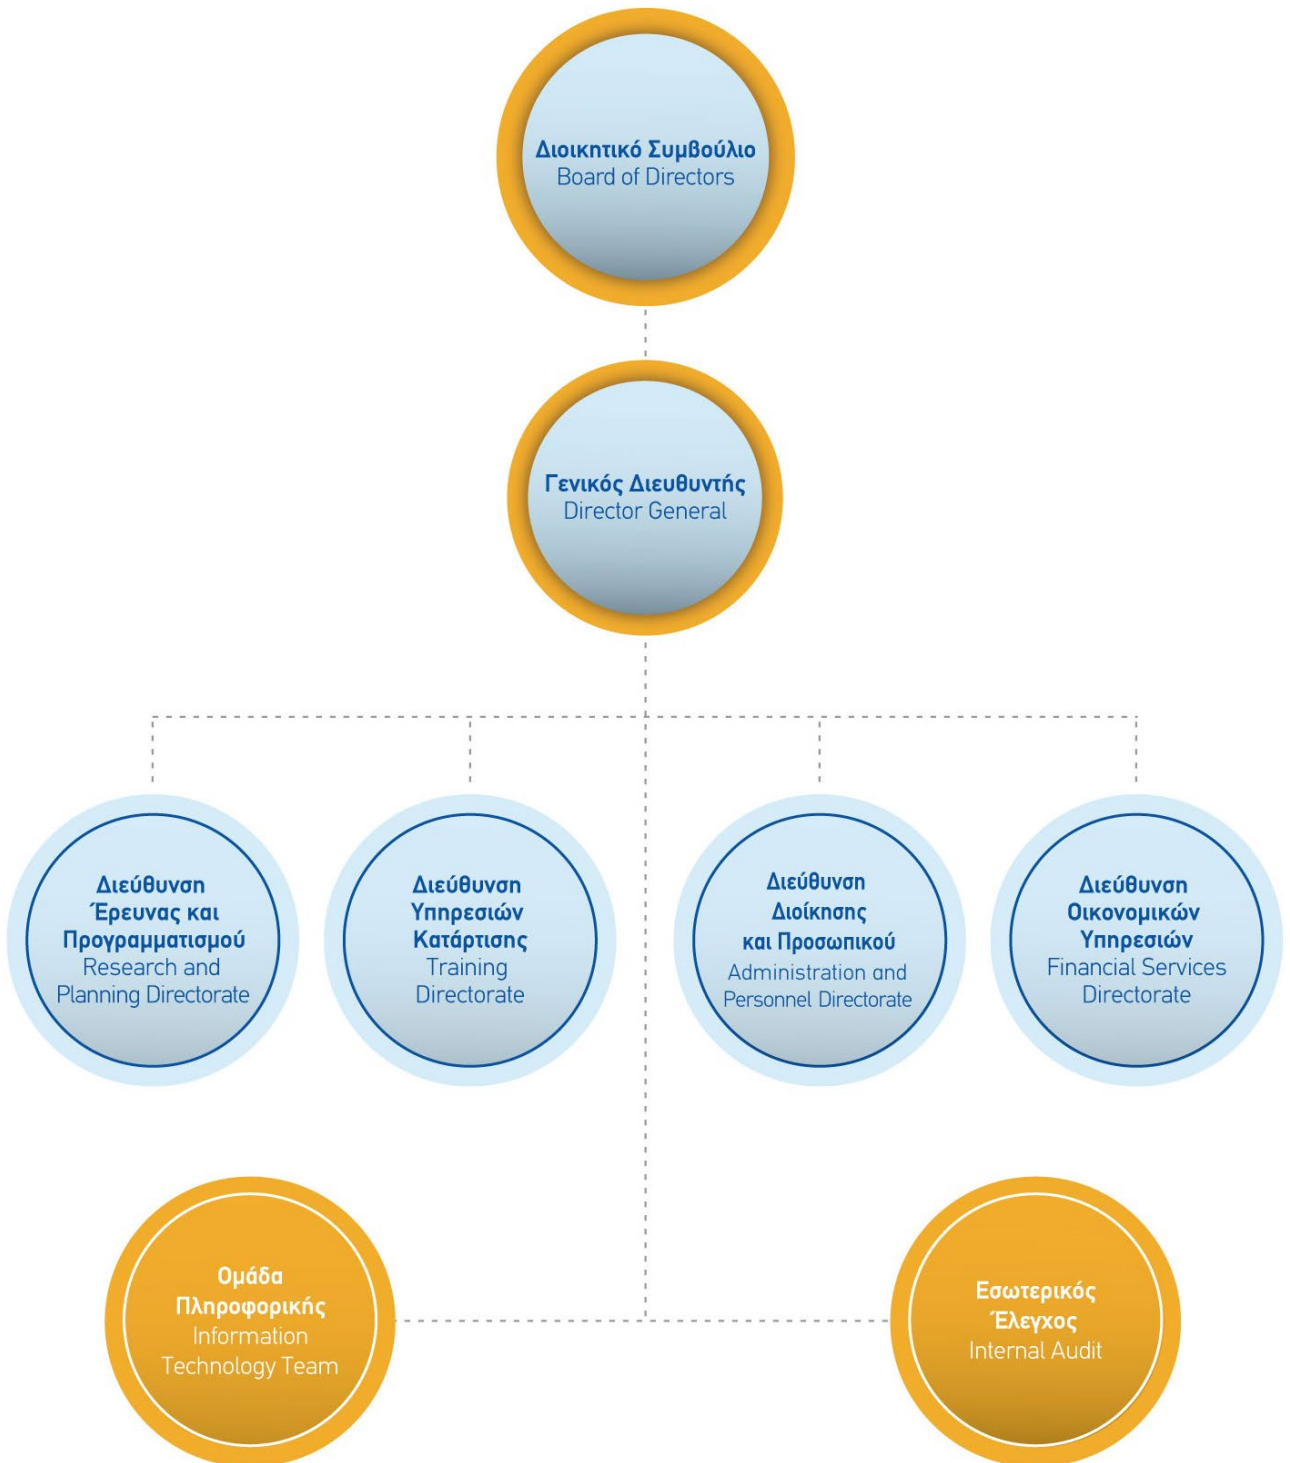 Διοικητικό Συμβούλιο
Board of Directors
Γενικός Διευθυντής
Director General
Διεύθυνση
Έρευνας και
Προγραμματισμού
Research and
Planning Directorate
Διεύθυνση
Υπηρεσιών
Κατάρτισης
Training
Directorate
Διεύθυνση
Διοίκησης
και Προσωπικού
Administration and
Personnel Directorate
Διεύθυνση
Οικονομικών
Υπηρεσιών
Financial Services
Directorate
Ομάδα
Πληροφορικής
Information
Technology Team
Εσωτερικός
Έλεγχος
Internal Audit